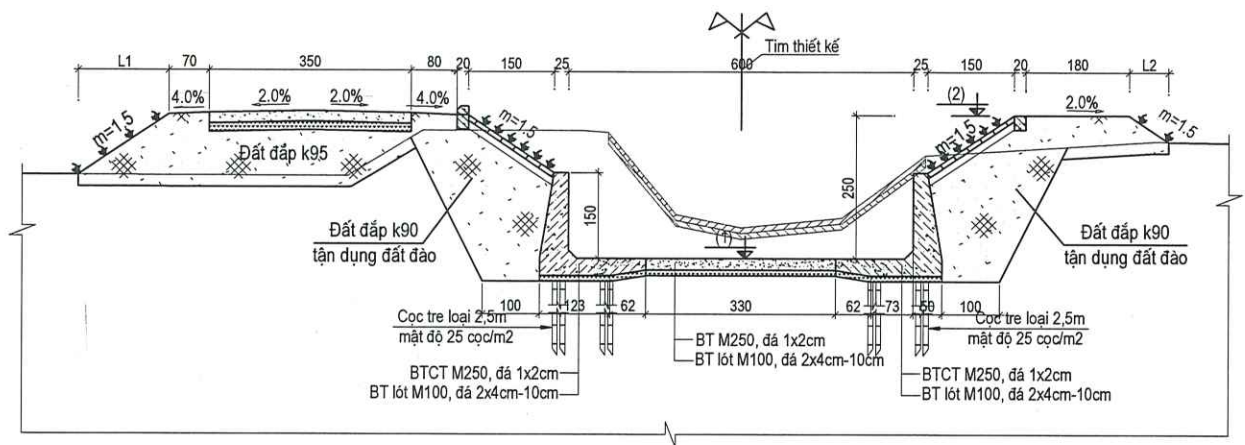 Tim thiết kế
L1 70 350 80 20 150 25 600 25 150 20 180 L2
4.0% 2.0% 2.0% 4.0% (2) 2.0%
m=1,5 m=1.5 m=1.5 m=1.5
Đất đắp k95
150
250
Đất đắp k90
tận dụng đất đào
(1)
Đất đắp k90
tận dụng đất đào
100 123 62 330 62 73 50 100
Cọc tre loại 2,5m
mật độ 25 cọc/m2
Cọc tre loại 2,5m
mật độ 25 cọc/m2
BT M250, đá 1x2cm
BT lót M100, đá 2x4cm-10cm
BTCT M250, đá 1x2cm
BT lót M100, đá 2x4cm-10cm
BTCT M250, đá 1x2cm
BT lót M100, đá 2x4cm-10cm